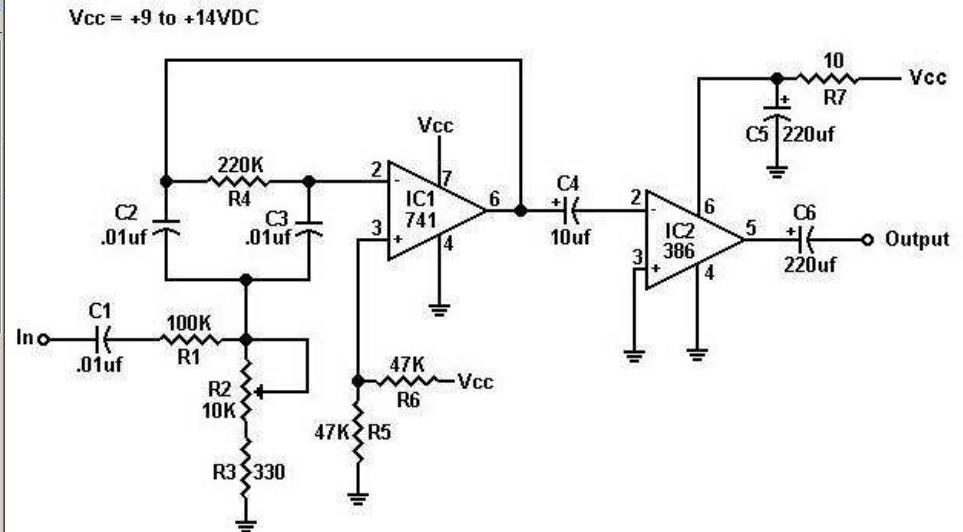 Vcc = +9 to +14VDC
10
Vcc
R7
+
C5
220uf
Vcc
220K
R4
2
-
7
IC1
741
6
C4
+
10uf
2
-
6
IC2
386
5
C6
+
220uf
Output
C2
.01uf
C3
.01uf
3
+
4
3
+
4
In
C1
.01uf
100K
R1
R2
10K
47K
R6
Vcc
47K
R5
R3
330